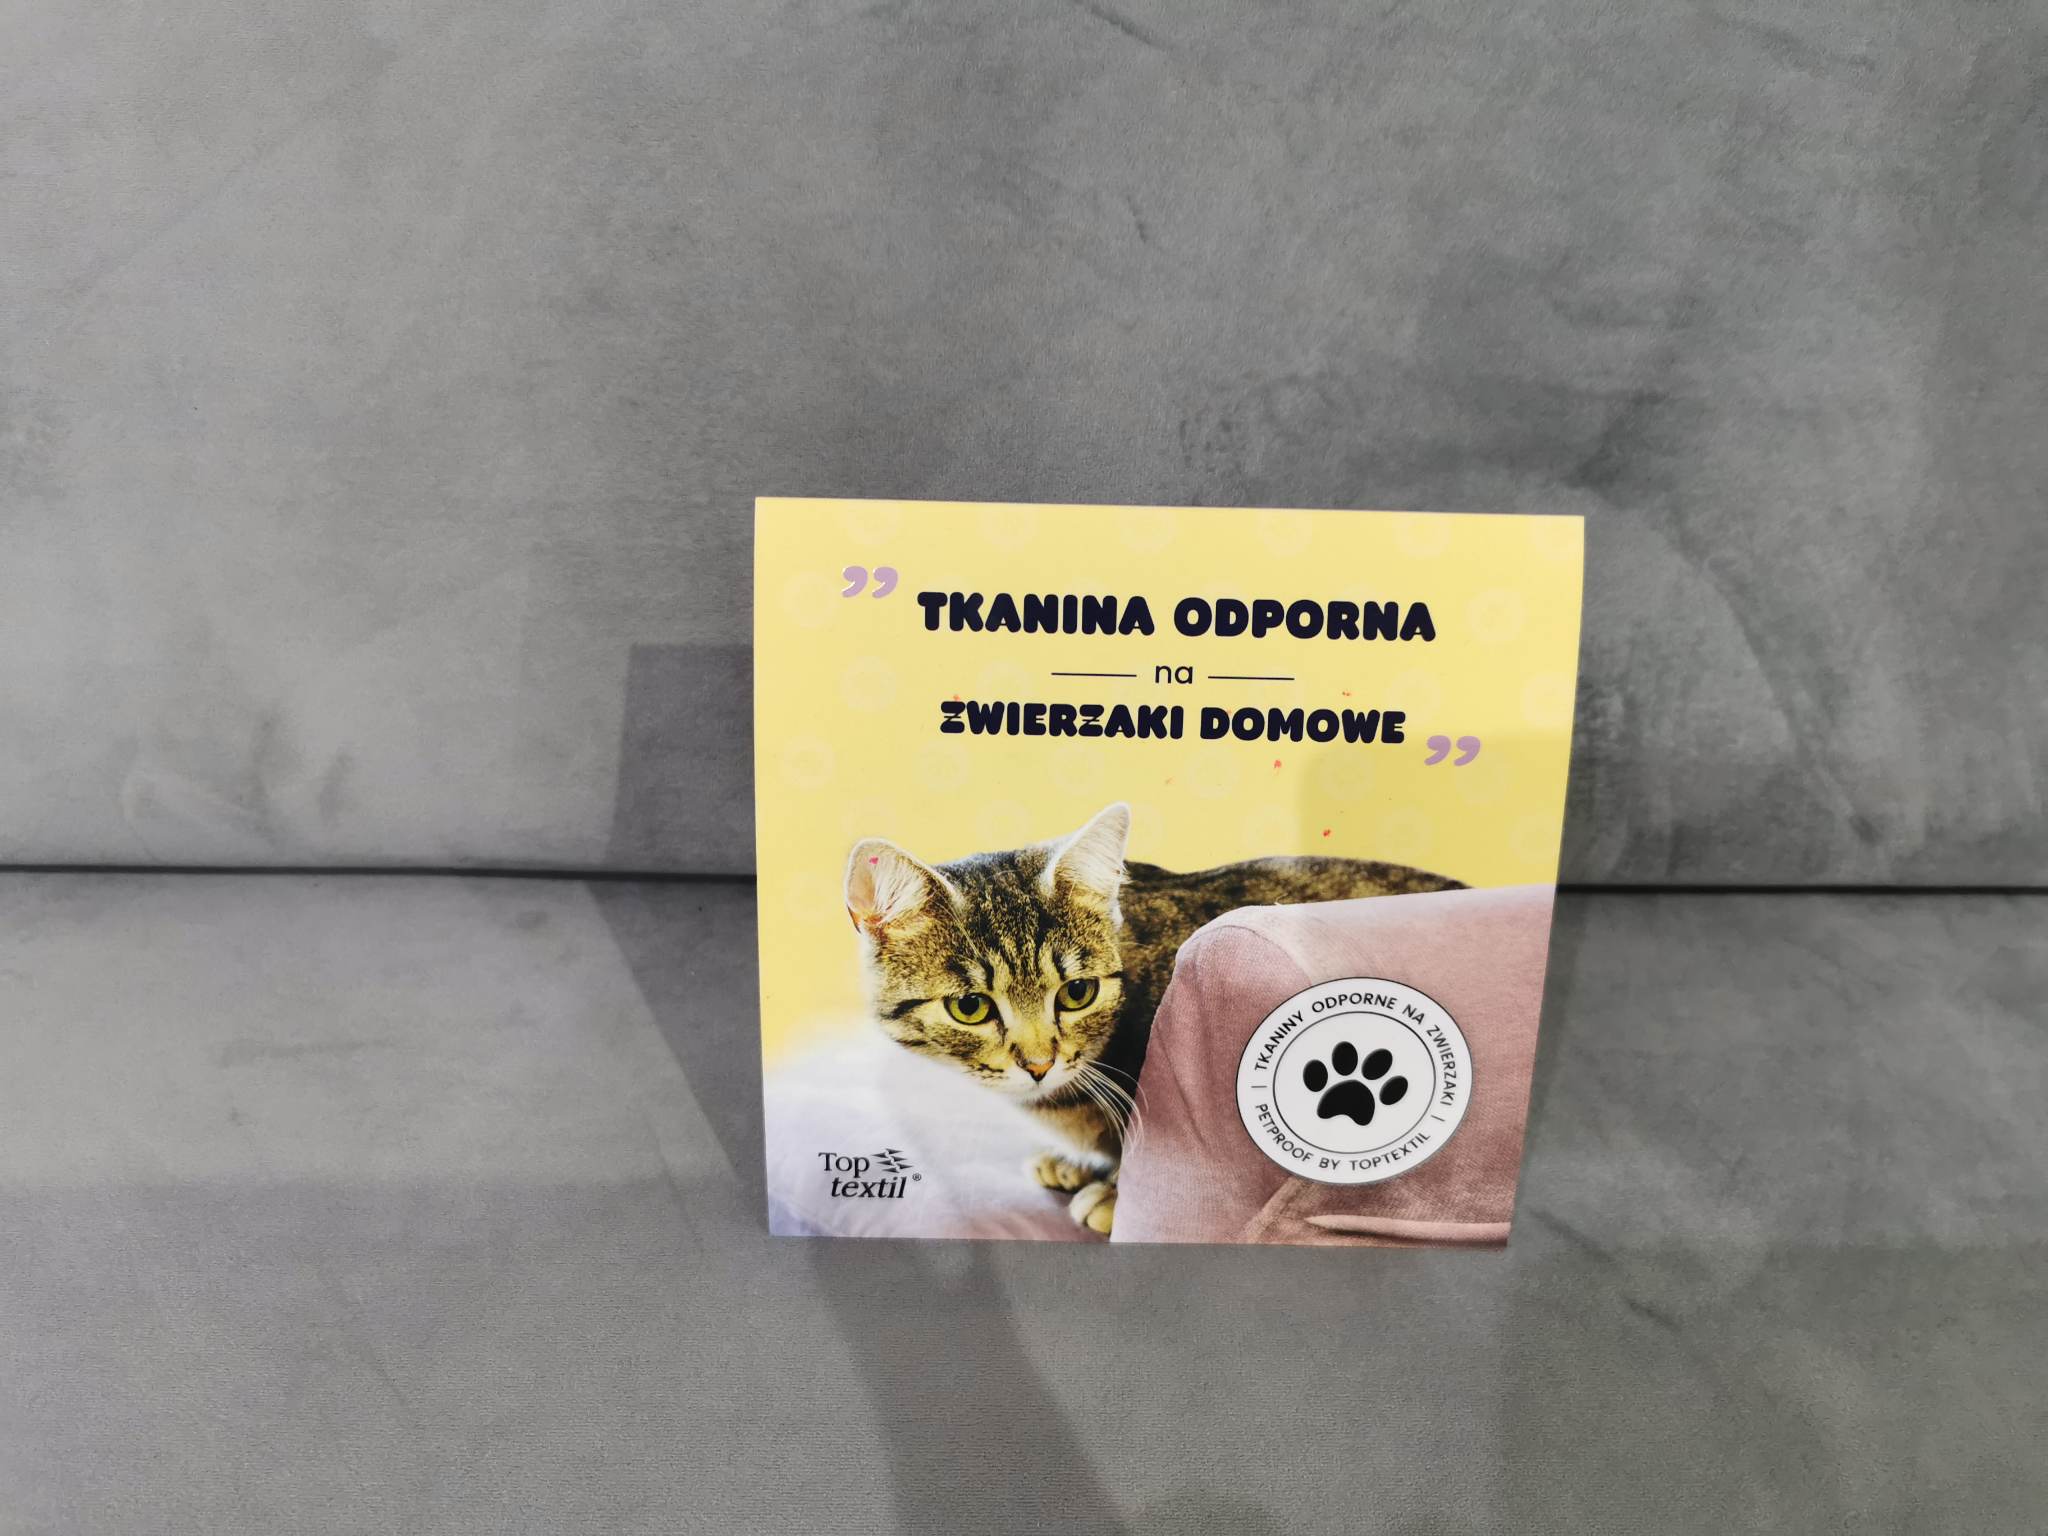 ” TKANINA ODPORNA
na
ZWIERZAKI DOMOWE ”
TKANINY ODPORNE NA ZWIERZAKI
PETPROOF BY TOPTEXTIL
Top
textil®